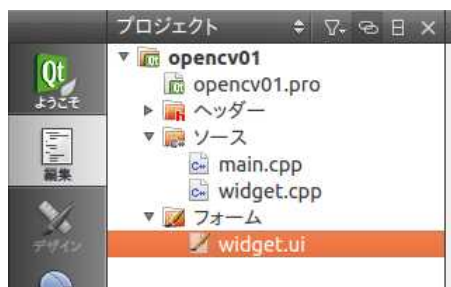 プロジェクト
Qt
ようこそ
編集
デザイン
opencv01
opencv01.pro
ヘッダー
ソース
main.cpp
widget.cpp
フォーム
widget.ui